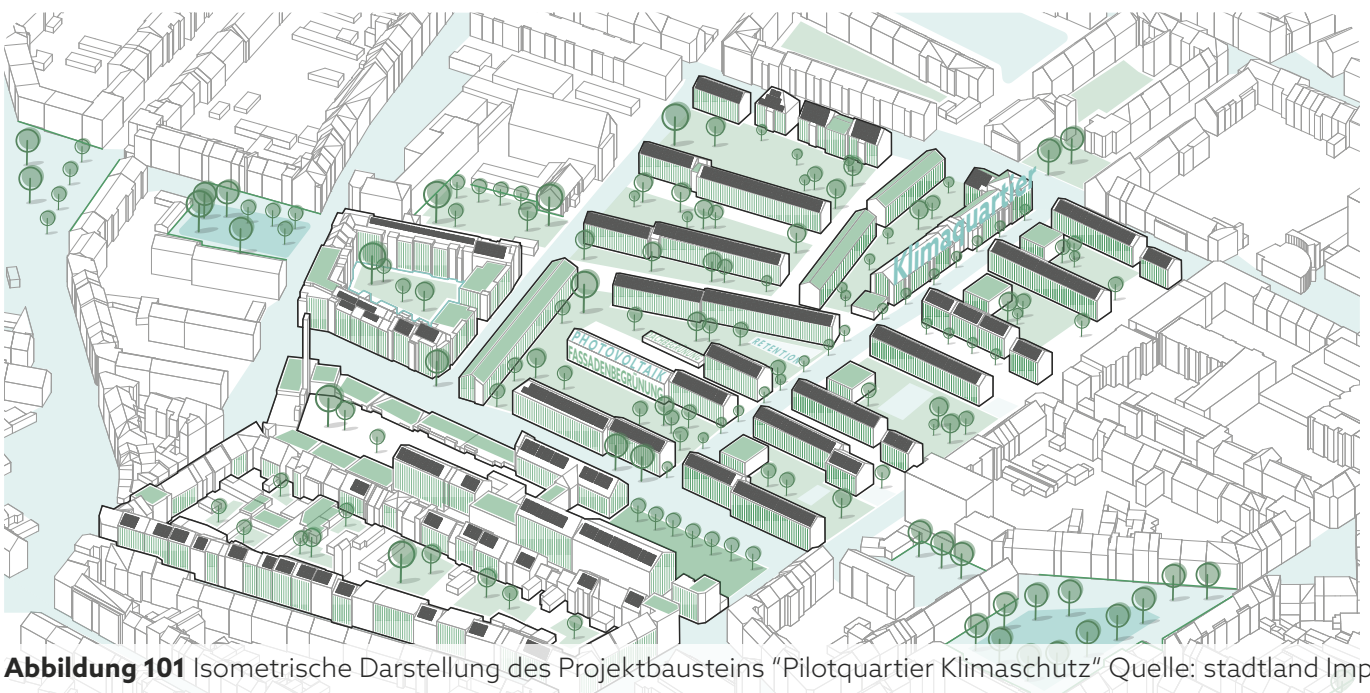 Klimaquartier
PHOTOVOLTAIK
FASSADENBEGRÜNUNG
RETENTION
Abbildung 101 Isometrische Darstellung des Projektbausteins “Pilotquartier Klimaschutz“ Quelle: stadtland Imp